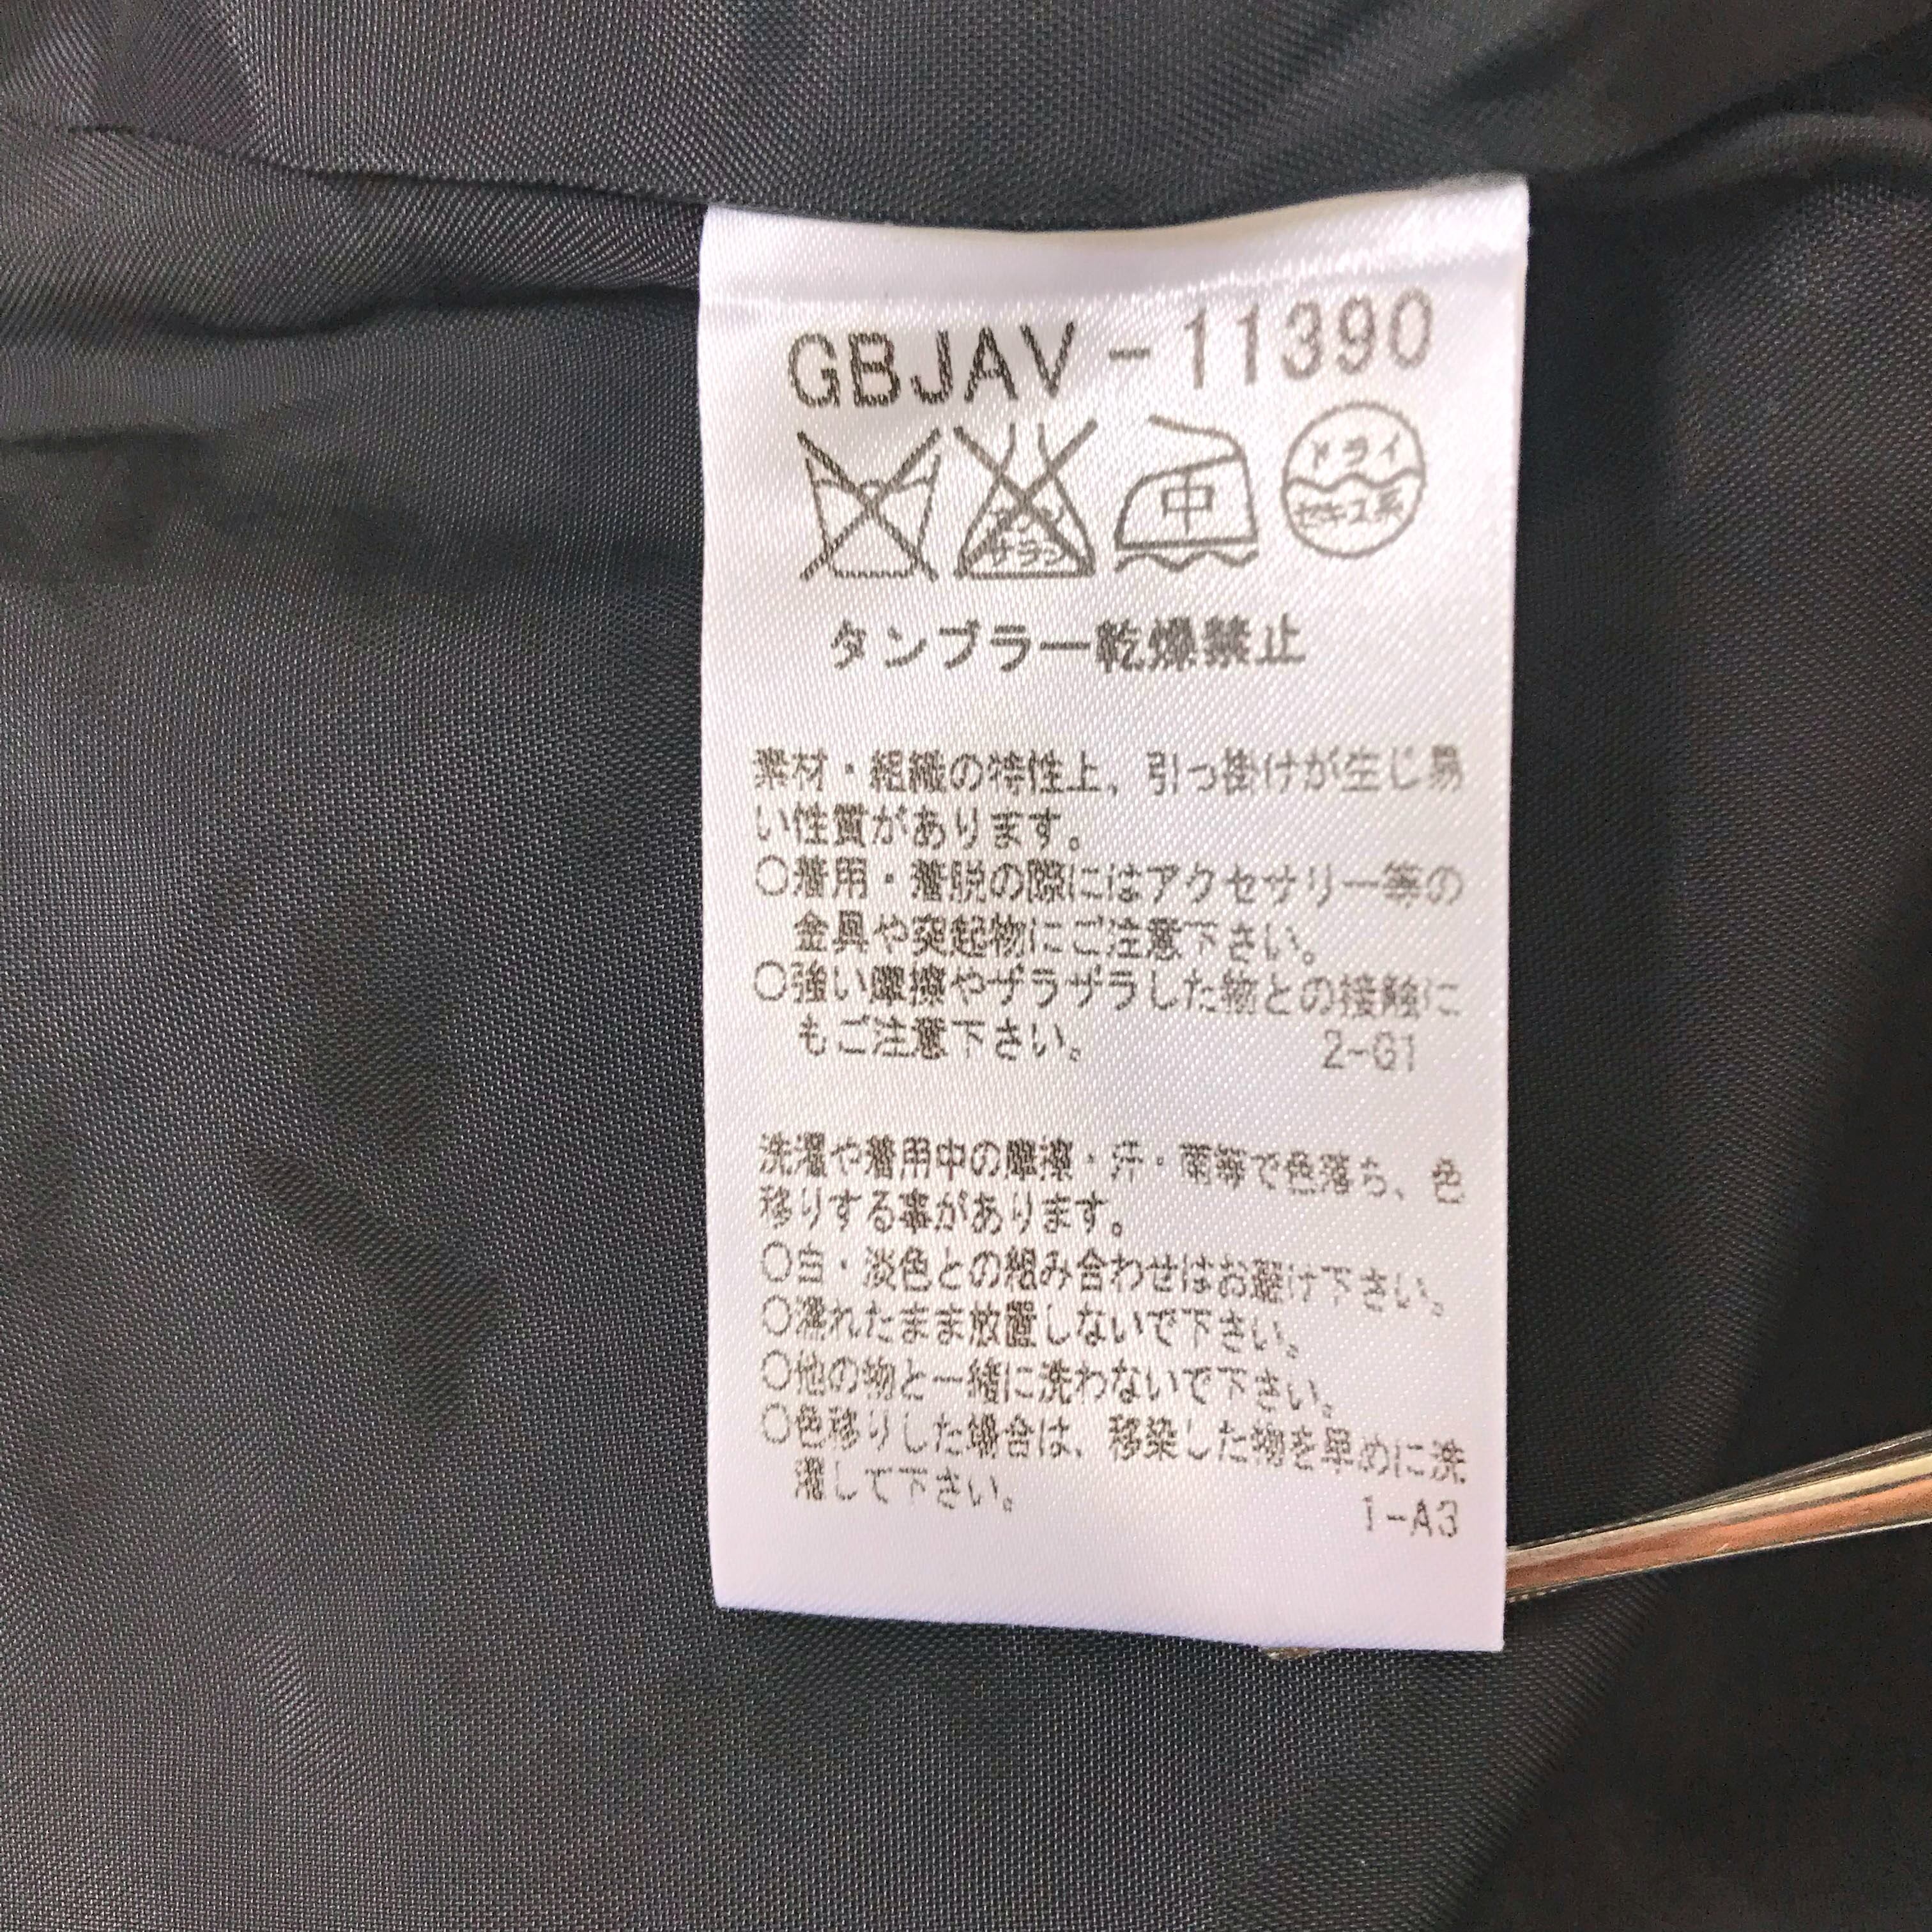 GBJAV-11390
エンソ
サラシ
中
ドライ
セキユ系
タンブラー乾燥禁止
素材・組織の特性上、引っ掛けが生じ易
い性質があります。
○着用・着脱の際にはアクセサリー等の
金具や突起物にご注意下さい。
○強い摩擦やザラザラした物との接触に
もご注意下さい。 2-G1
洗濯や着用中の摩擦・汗・雨等で色落ち、色
移りする事があります。
○白・淡色との組み合わせはお避け下さい。
○濡れたまま放置しないで下さい。
○他の物と一緒に洗わないで下さい。
○色移りした場合は、移染した物を早めに洗
濯して下さい。 1-A3